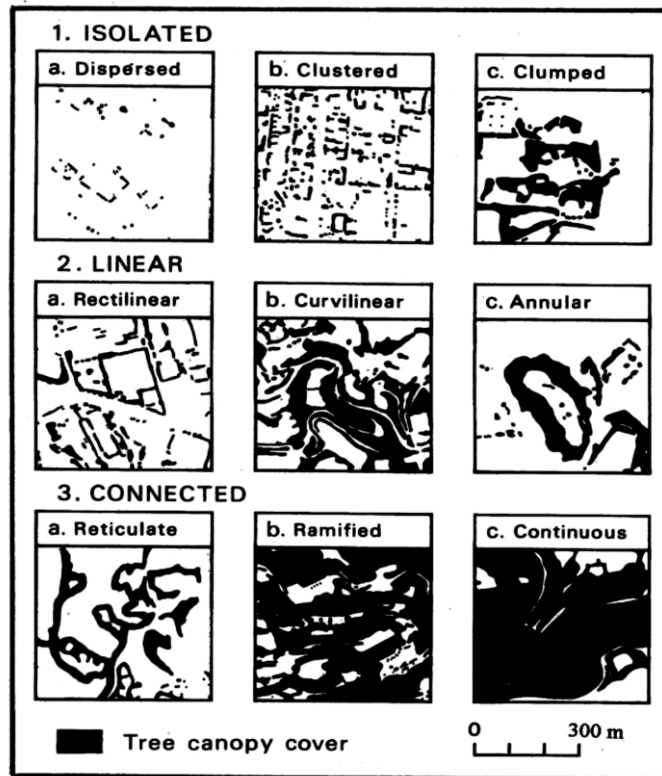 1. ISOLATED
a. Dispersed
b. Clustered
c. Clumped
2. LINEAR
a. Rectilinear
b. Curvilinear
c. Annular
3. CONNECTED
a. Reticulate
b. Ramified
c. Continuous
Tree canopy cover
0 300 m